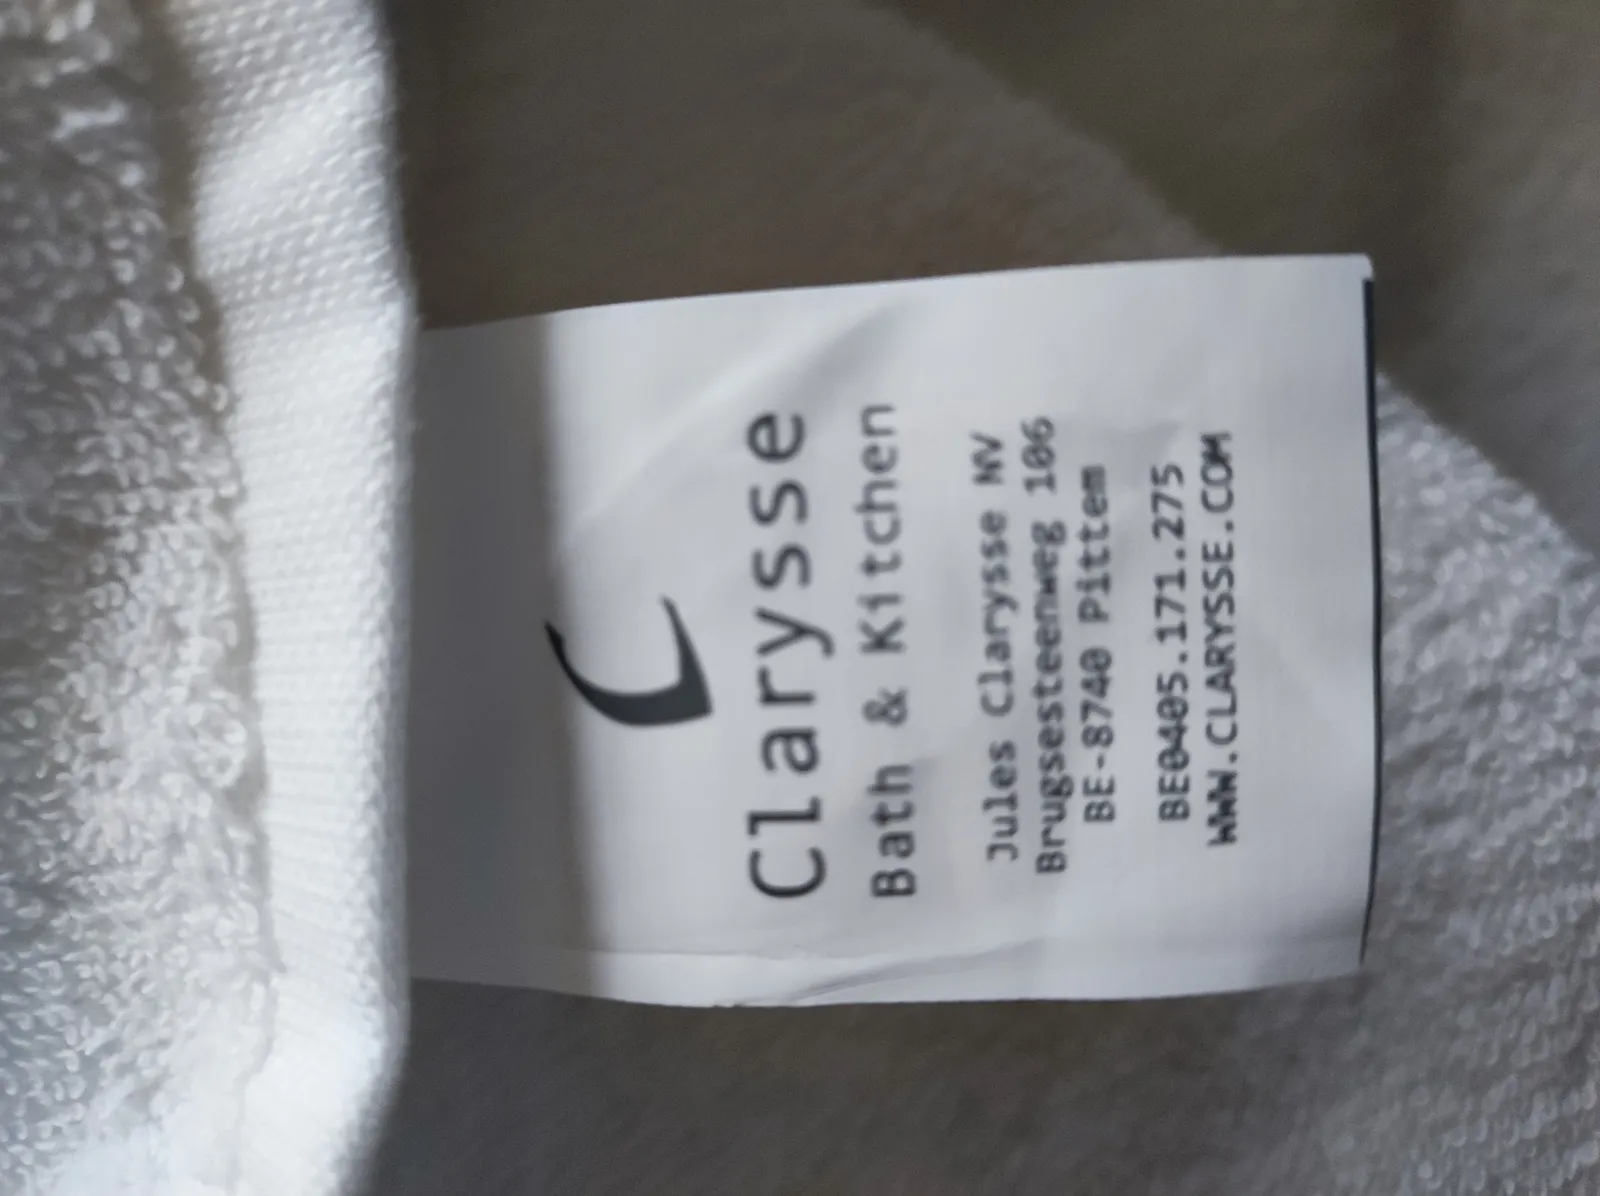 Clarysse
Bath & Kitchen
Jules Clarysse NV
Brugsesteenweg 106
BE-8740 Pittem
BE0405.171.275
WWW.CLARYSSE.COM